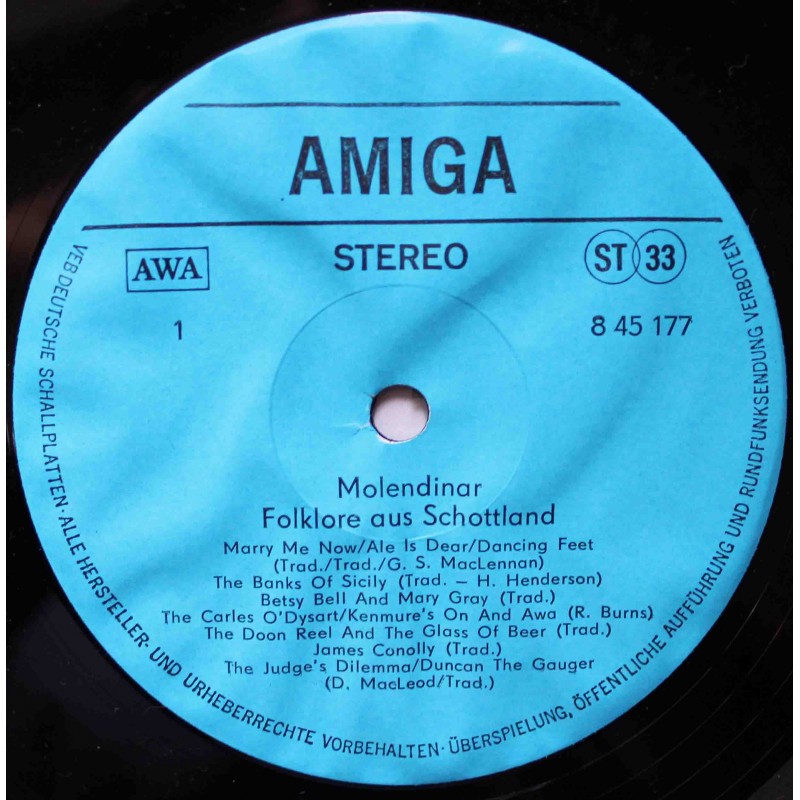 AMIGA
AWA
STEREO
ST 33
1
8 45 177
Molendinar
Folklore aus Schottland
Marry Me Now/Ale Is Dear/Dancing Feet
(Trad./Trad./G. S. MacLennan)
The Banks Of Sicily (Trad. – H. Henderson)
Betsy Bell And Mary Gray (Trad.)
The Carles O'Dysart/Kenmure's On And Awa (R. Burns)
The Doon Reel And The Glass Of Beer (Trad.)
James Conolly (Trad.)
The Judge's Dilemma/Duncan The Gauger
(D. MacLeod/Trad.)
VEB DEUTSCHE SCHALLPLATTEN · ALLE HERSTELLER- UND URHEBERRECHTE VORBEHALTEN · ÜBERSPIELUNG, ÖFFENTLICHE AUFFÜHRUNG UND RUNDFUNKSENDUNG VERBOTEN